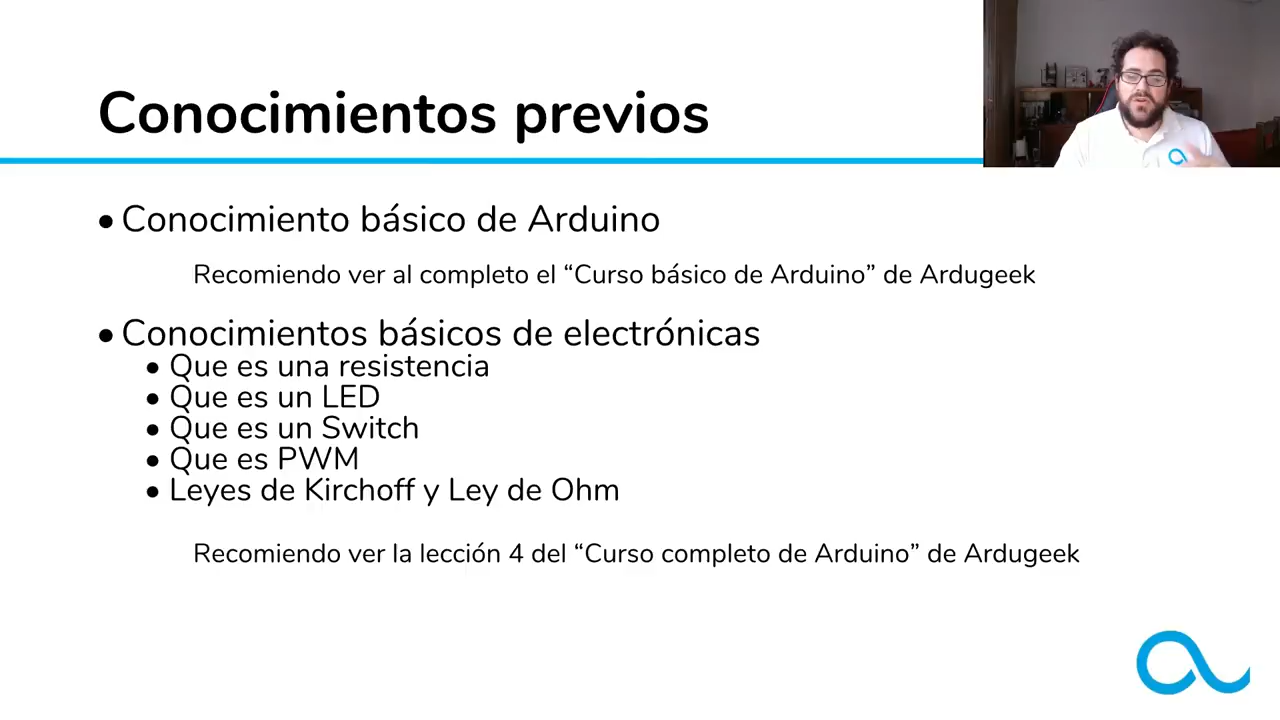 Conocimientos previos
• Conocimiento básico de Arduino
Recomiendo ver al completo el “Curso básico de Arduino” de Ardugeek
• Conocimientos básicos de electrónicas
• Que es una resistencia
• Que es un LED
• Que es un Switch
• Que es PWM
• Leyes de Kirchoff y Ley de Ohm
Recomiendo ver la lección 4 del “Curso completo de Arduino” de Ardugeek